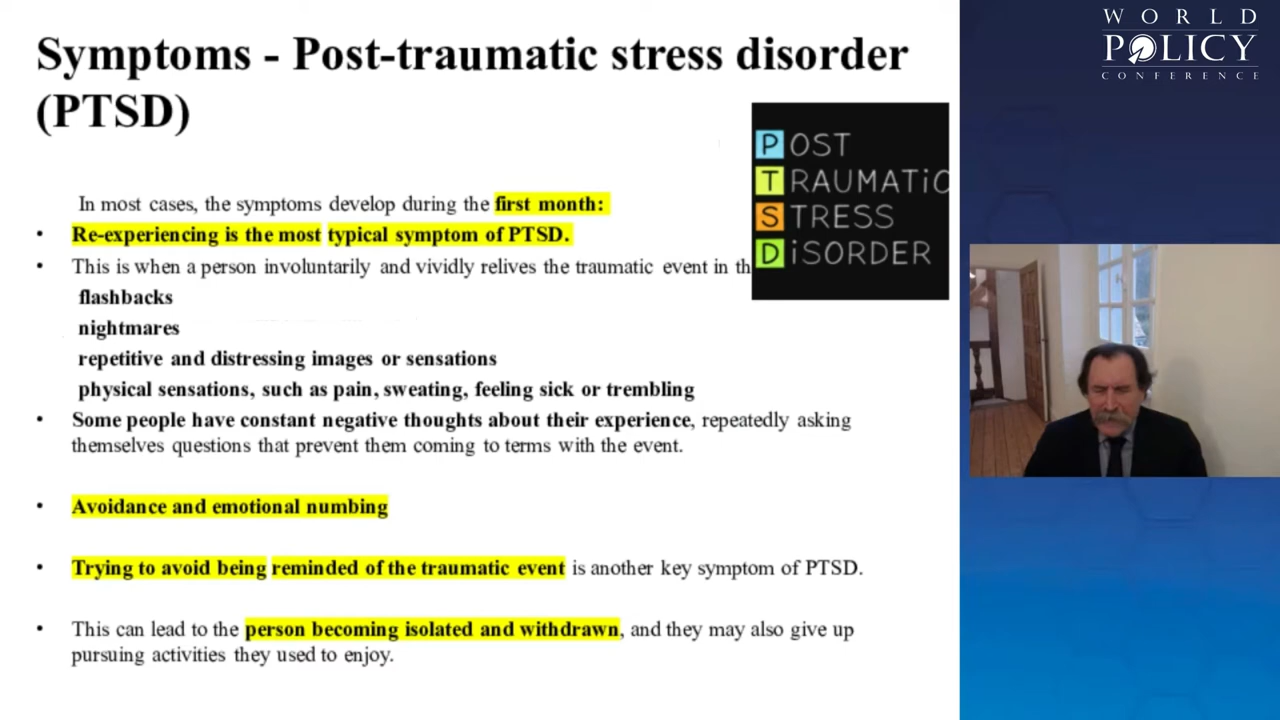 Symptoms - Post-traumatic stress disorder
(PTSD)
In most cases, the symptoms develop during the first month:
• Re-experiencing is the most typical symptom of PTSD.
• This is when a person involuntarily and vividly relives the traumatic event in th
flashbacks
nightmares
repetitive and distressing images or sensations
physical sensations, such as pain, sweating, feeling sick or trembling
• Some people have constant negative thoughts about their experience, repeatedly asking
themselves questions that prevent them coming to terms with the event.
• Avoidance and emotional numbing
• Trying to avoid being reminded of the traumatic event is another key symptom of PTSD.
• This can lead to the person becoming isolated and withdrawn, and they may also give up
pursuing activities they used to enjoy.
POST
TRAUMATiC
STRESS
DiSORDER
WORLD
POLICY
CONFERENCE